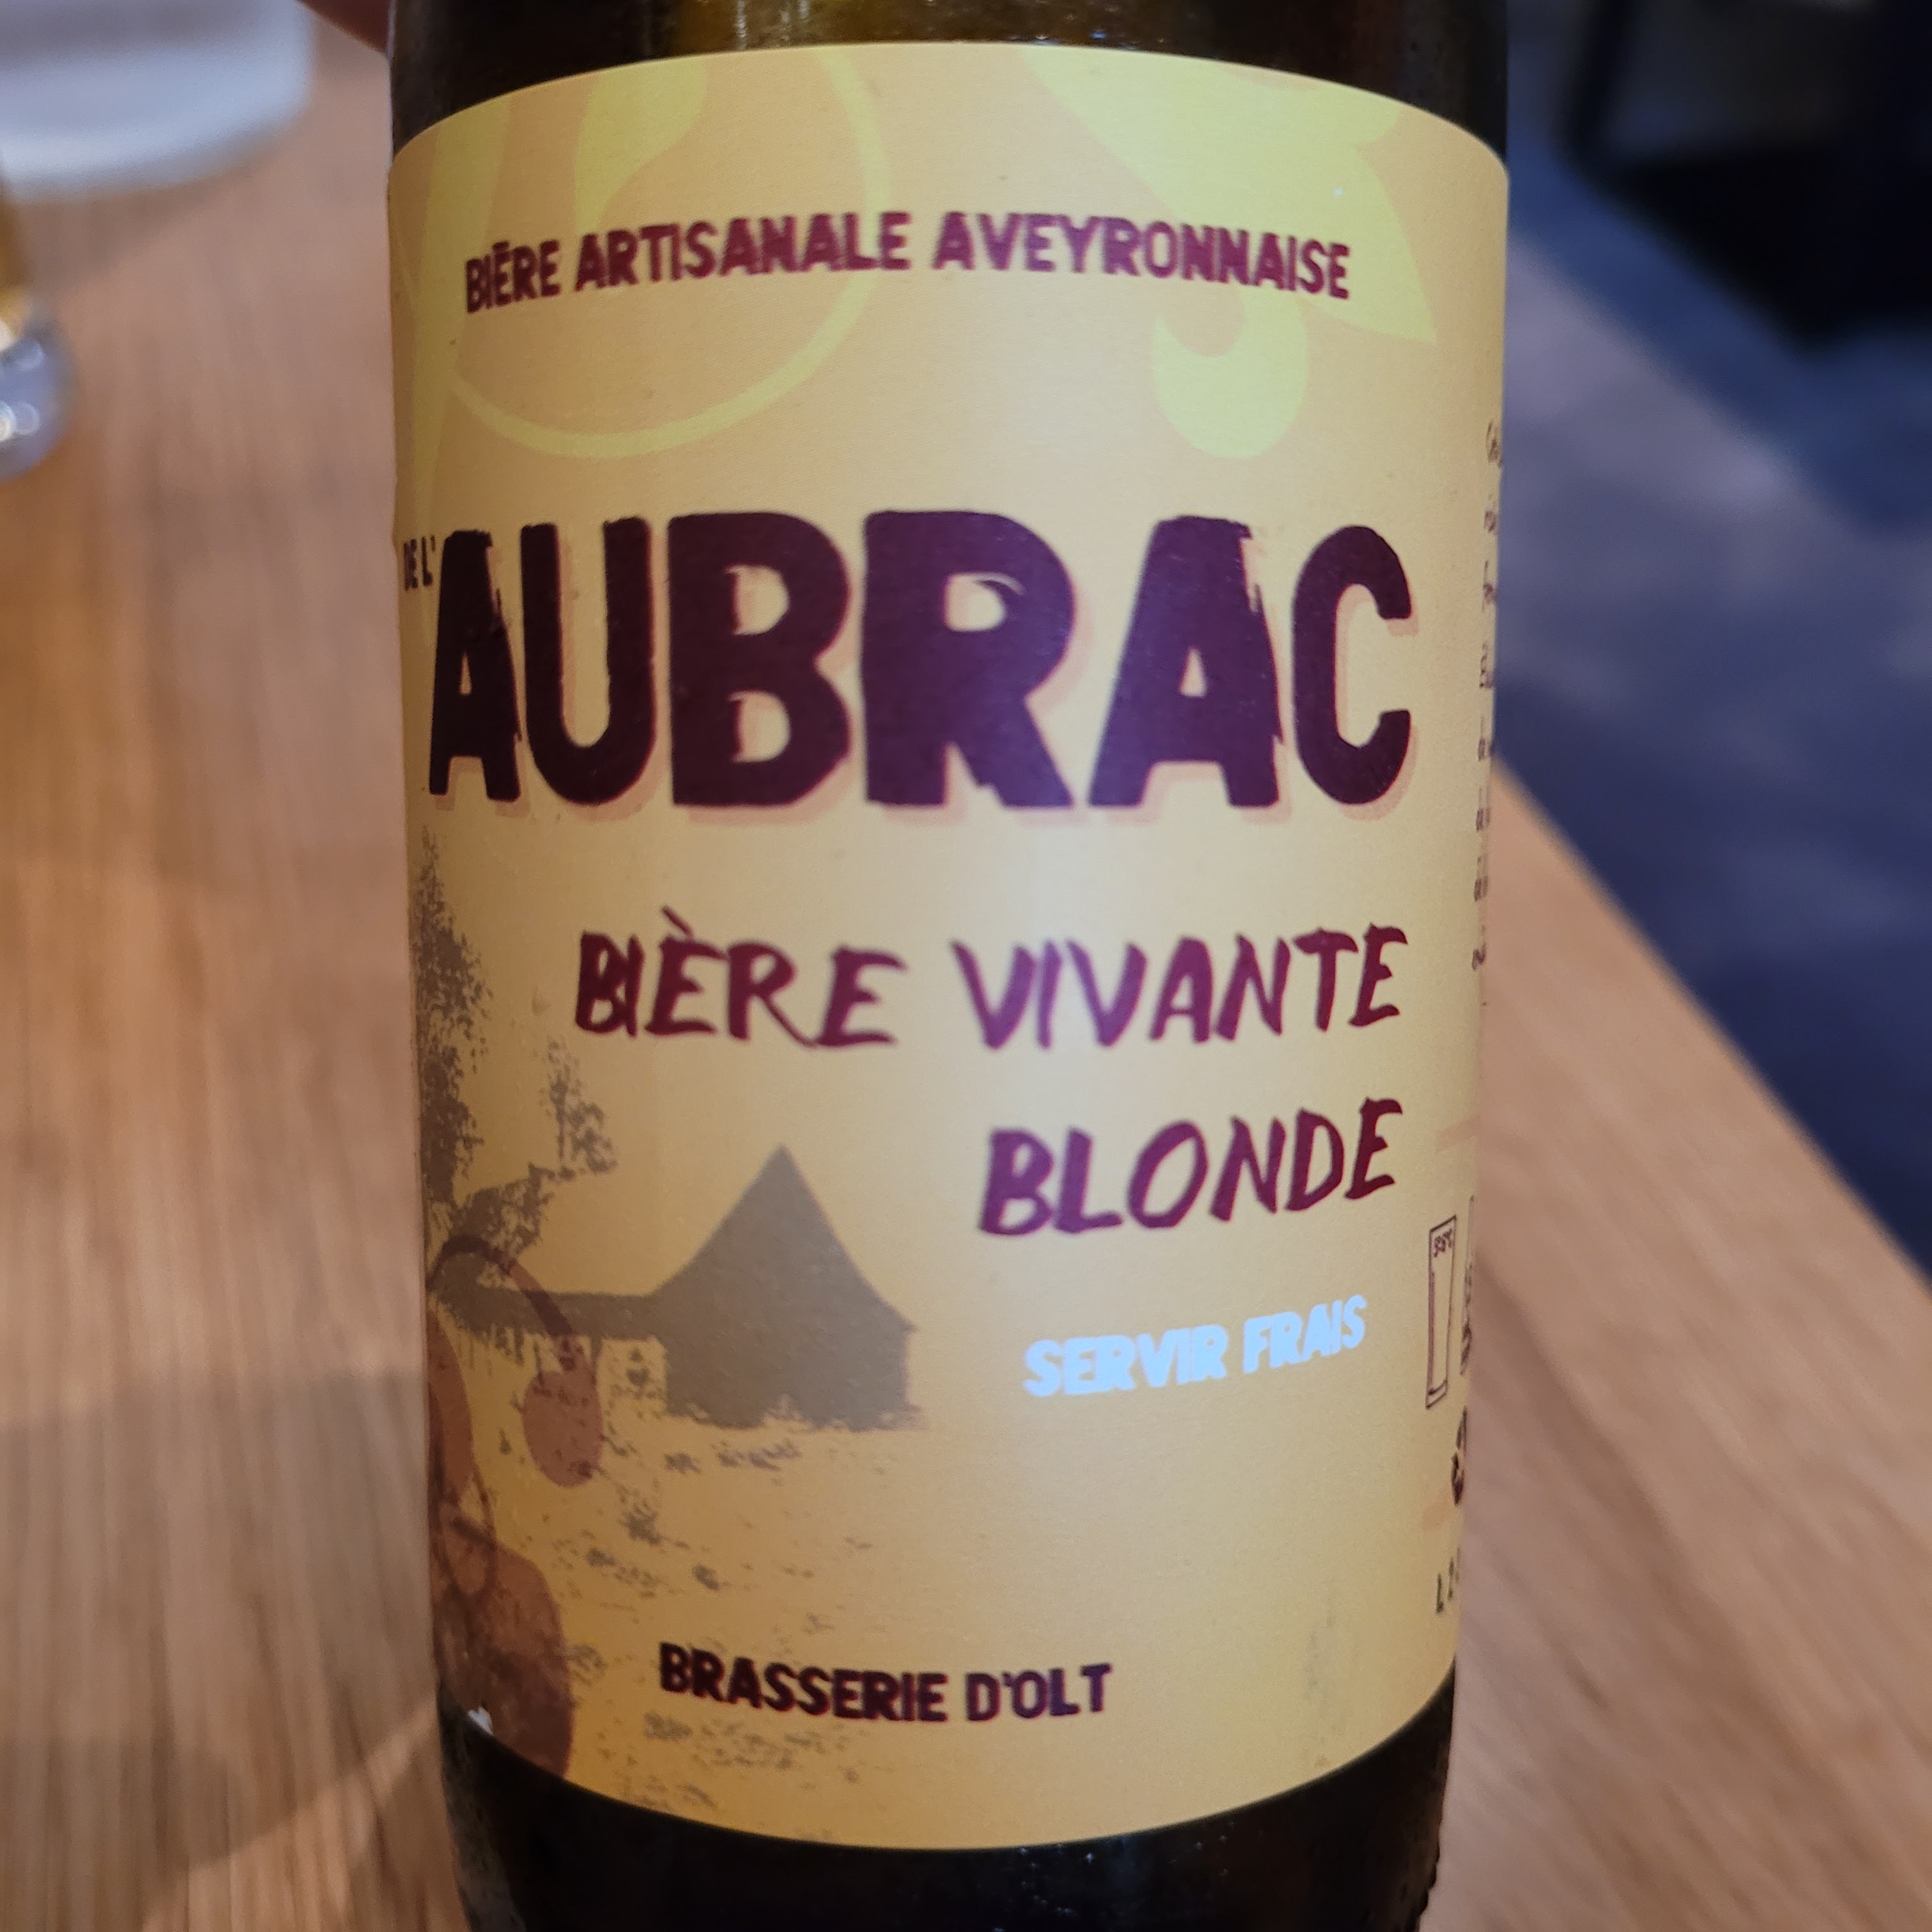 BIÈRE ARTISANALE AVEYRONNAISE
DE L'AUBRAC
BIÈRE VIVANTE
BLONDE
SERVIR FRAIS
BRASSERIE D'OLT